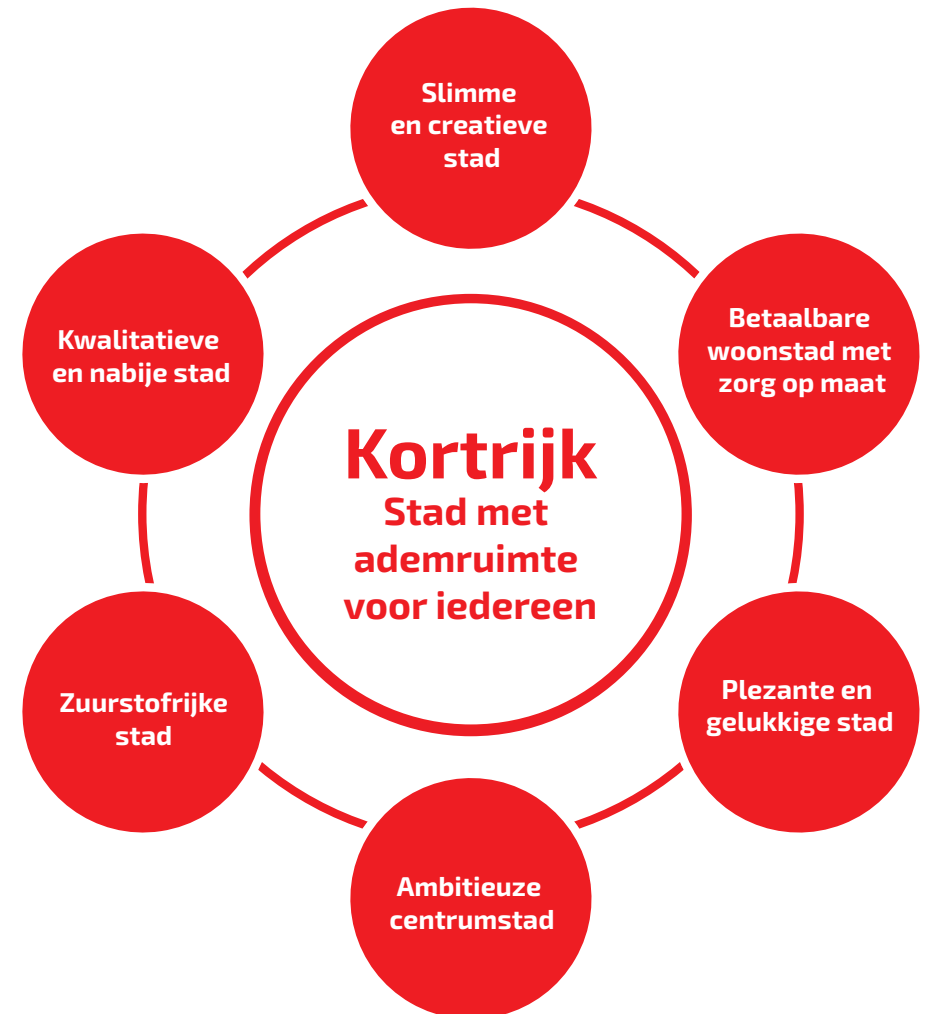 Slimme
en creatieve
stad
Betaalbare
woonstad met
zorg op maat
Plezante en
gelukkige stad
Ambitieuze
centrumstad
Zuurstofrijke
stad
Kwalitatieve
en nabije stad
Kortrijk
Stad met
ademruimte
voor iedereen